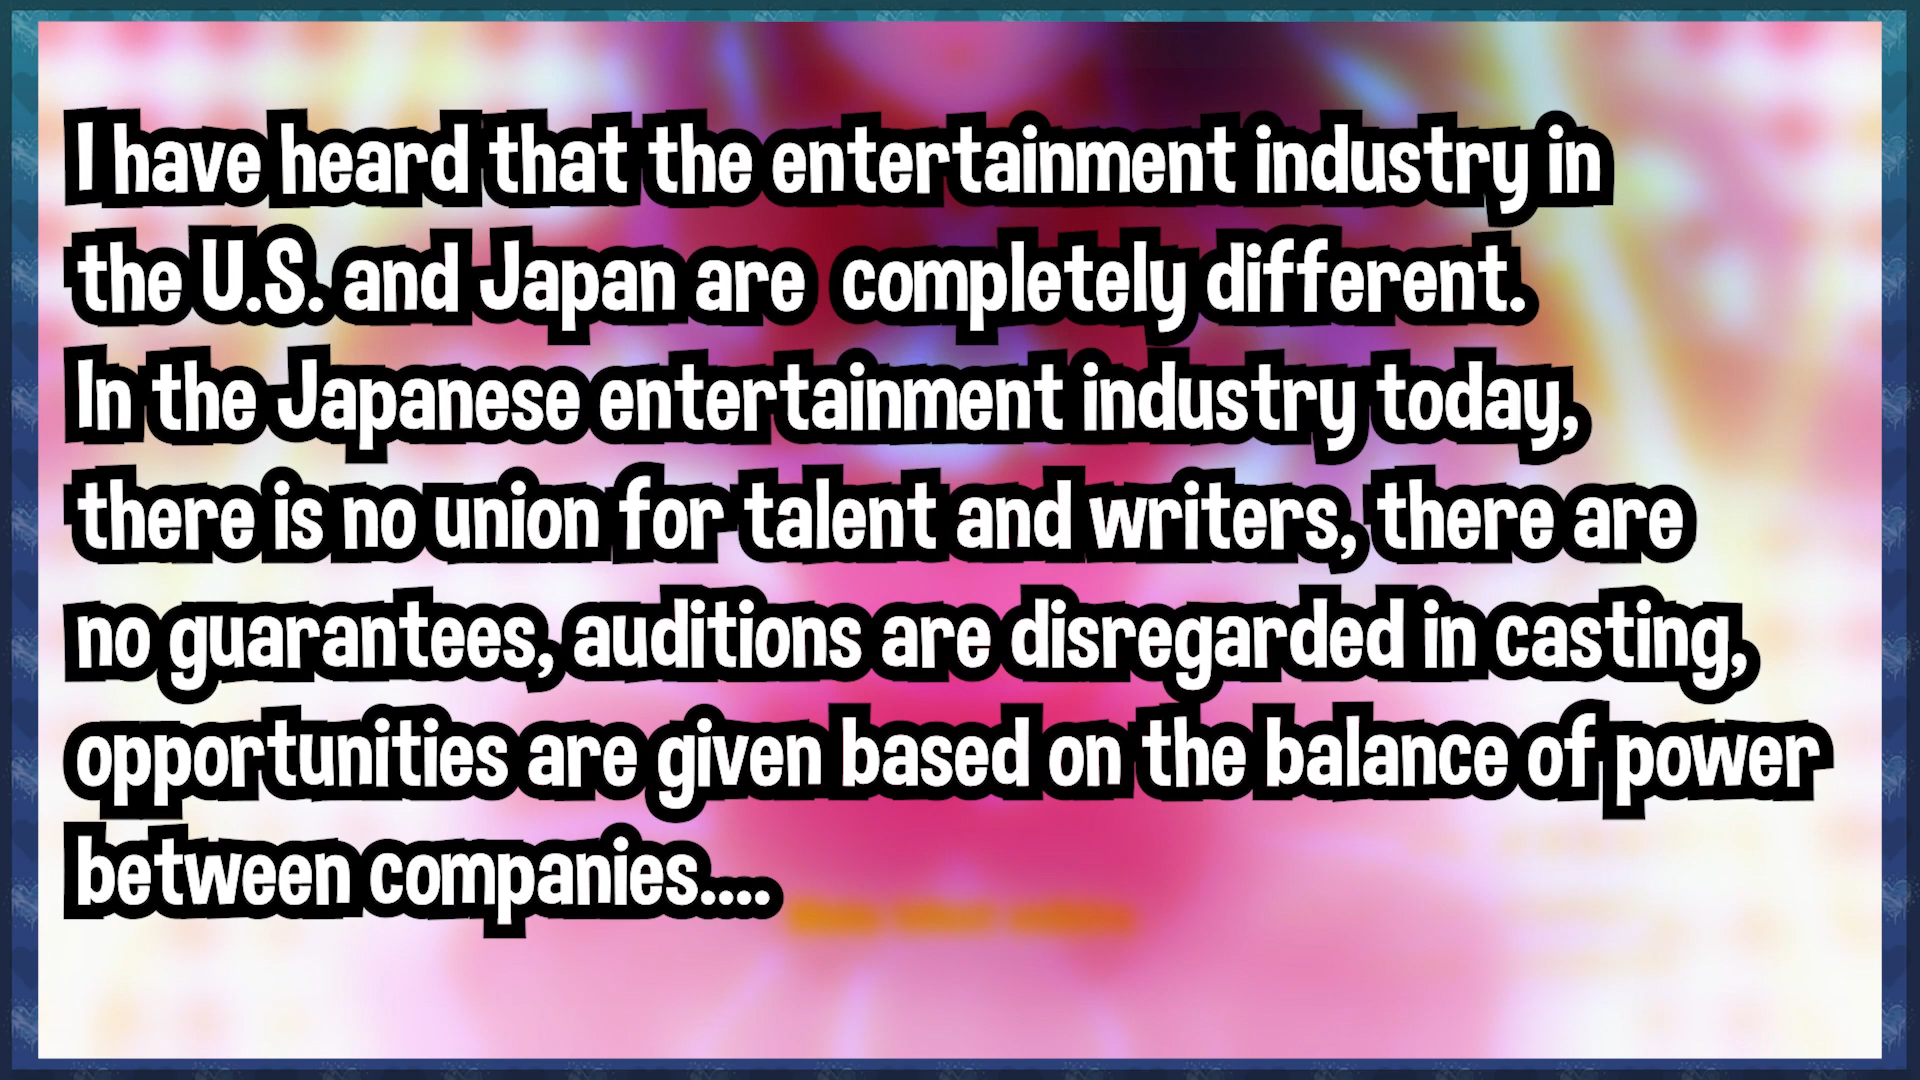 I have heard that the entertainment industry in
the U.S. and Japan are  completely different.
In the Japanese entertainment industry today,
there is no union for talent and writers, there are
no guarantees, auditions are disregarded in casting,
opportunities are given based on the balance of power
between companies....